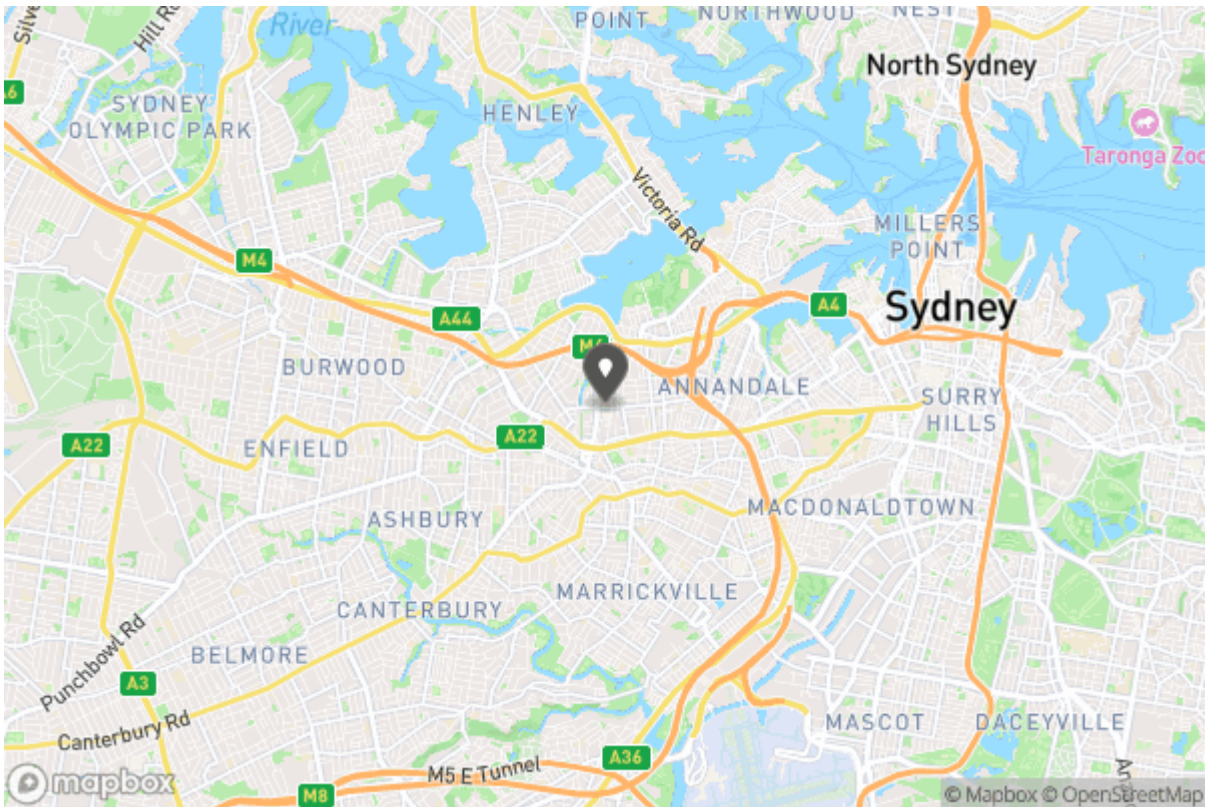 POINT
NORTHWOOD
NEST
River
Hill Rd
North Sydney
SYDNEY
OLYMPIC PARK
HENLEY
Taronga Zoo
Victoria Rd
MILLERS
POINT
M4
A4
Sydney
A44
BURWOOD
ANNANDALE
SURRY
HILLS
A22
A22
ENFIELD
ASHBURY
MACDONALDTOWN
MARRICKVILLE
CANTERBURY
BELMORE
Punchbowl Rd
A3
Canterbury Rd
MASCOT
DACEYVILLE
A36
M5 E Tunnel
M8
mapbox
© Mapbox © OpenStreetMap